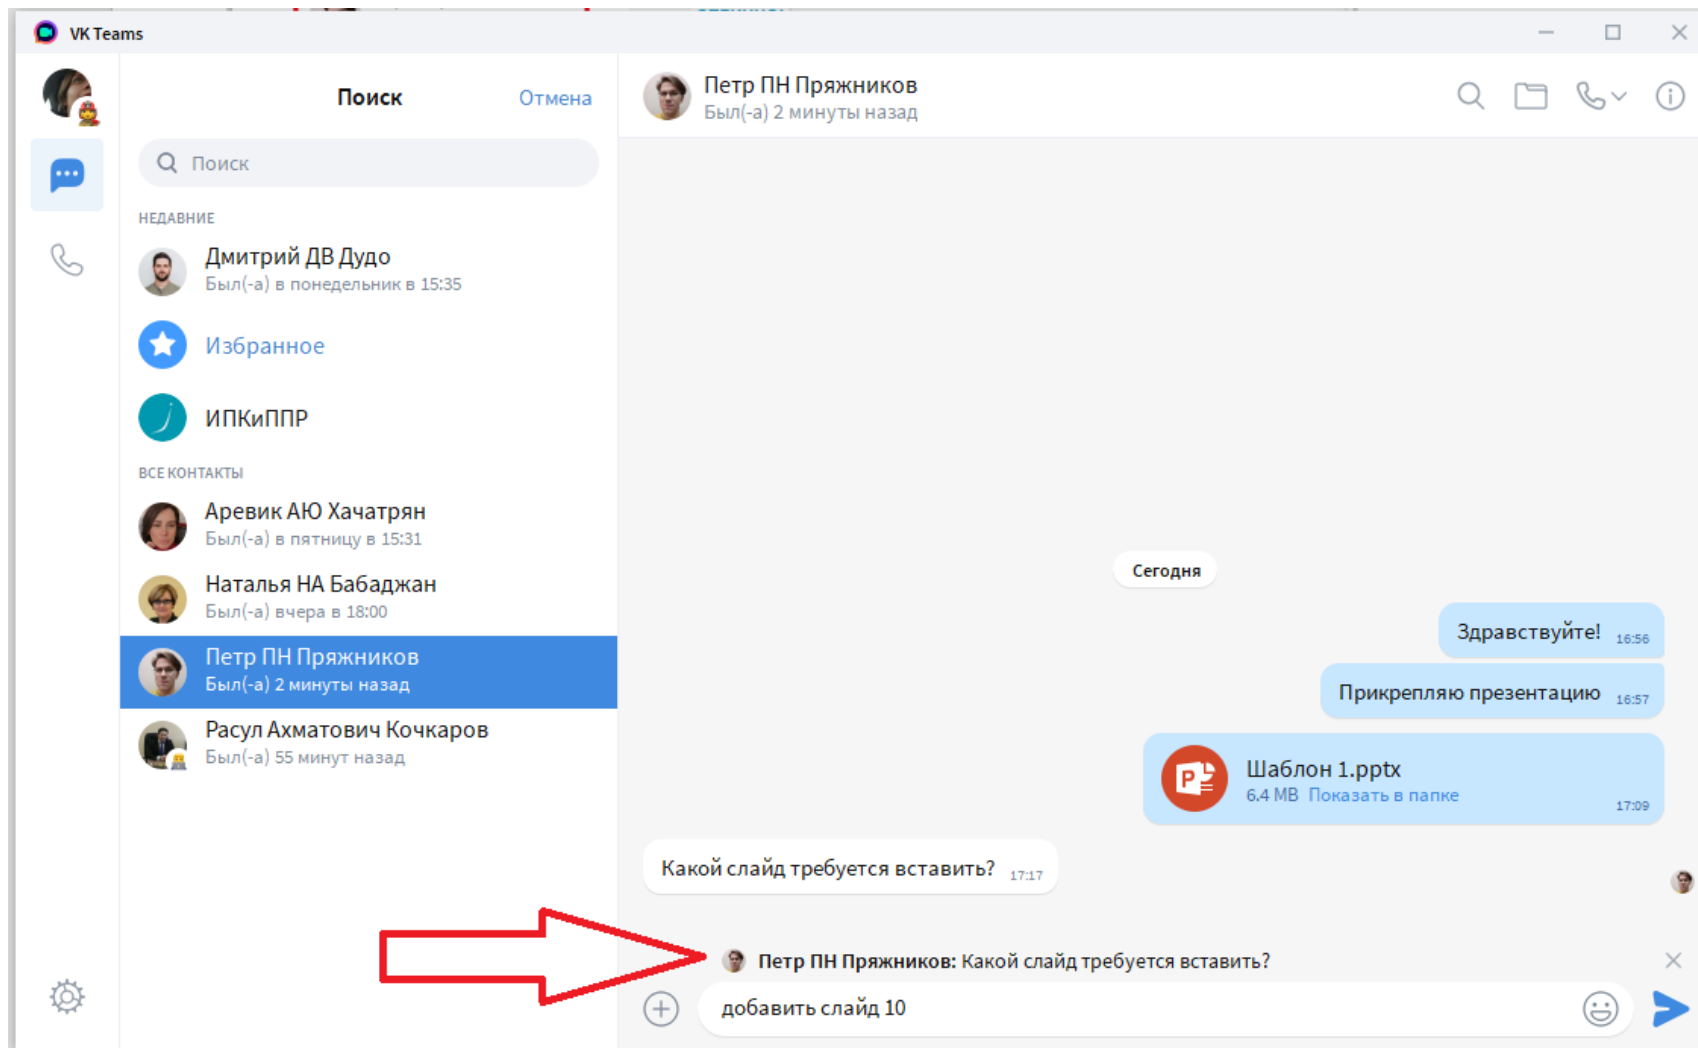 VK Teams
Поиск
Отмена
Поиск
НЕДАВНИЕ
Дмитрий ДВ Дудо
Был(-а) в понедельник в 15:35
Избранное
ИПКиППР
ВСЕ КОНТАКТЫ
Аревик АЮ Хачатрян
Был(-а) в пятницу в 15:31
Наталья НА Бабаджан
Был(-а) вчера в 18:00
Петр ПН Пряжников
Был(-а) 2 минуты назад
Расул Ахматович Кочкаров
Был(-а) 55 минут назад
Петр ПН Пряжников
Был(-а) 2 минуты назад
Сегодня
Здравствуйте! 16:56
Прикрепляю презентацию 16:57
Шаблон 1.pptx
6.4 MB Показать в папке
17:09
Какой слайд требуется вставить? 17:17
Петр ПН Пряжников: Какой слайд требуется вставить?
добавить слайд 10